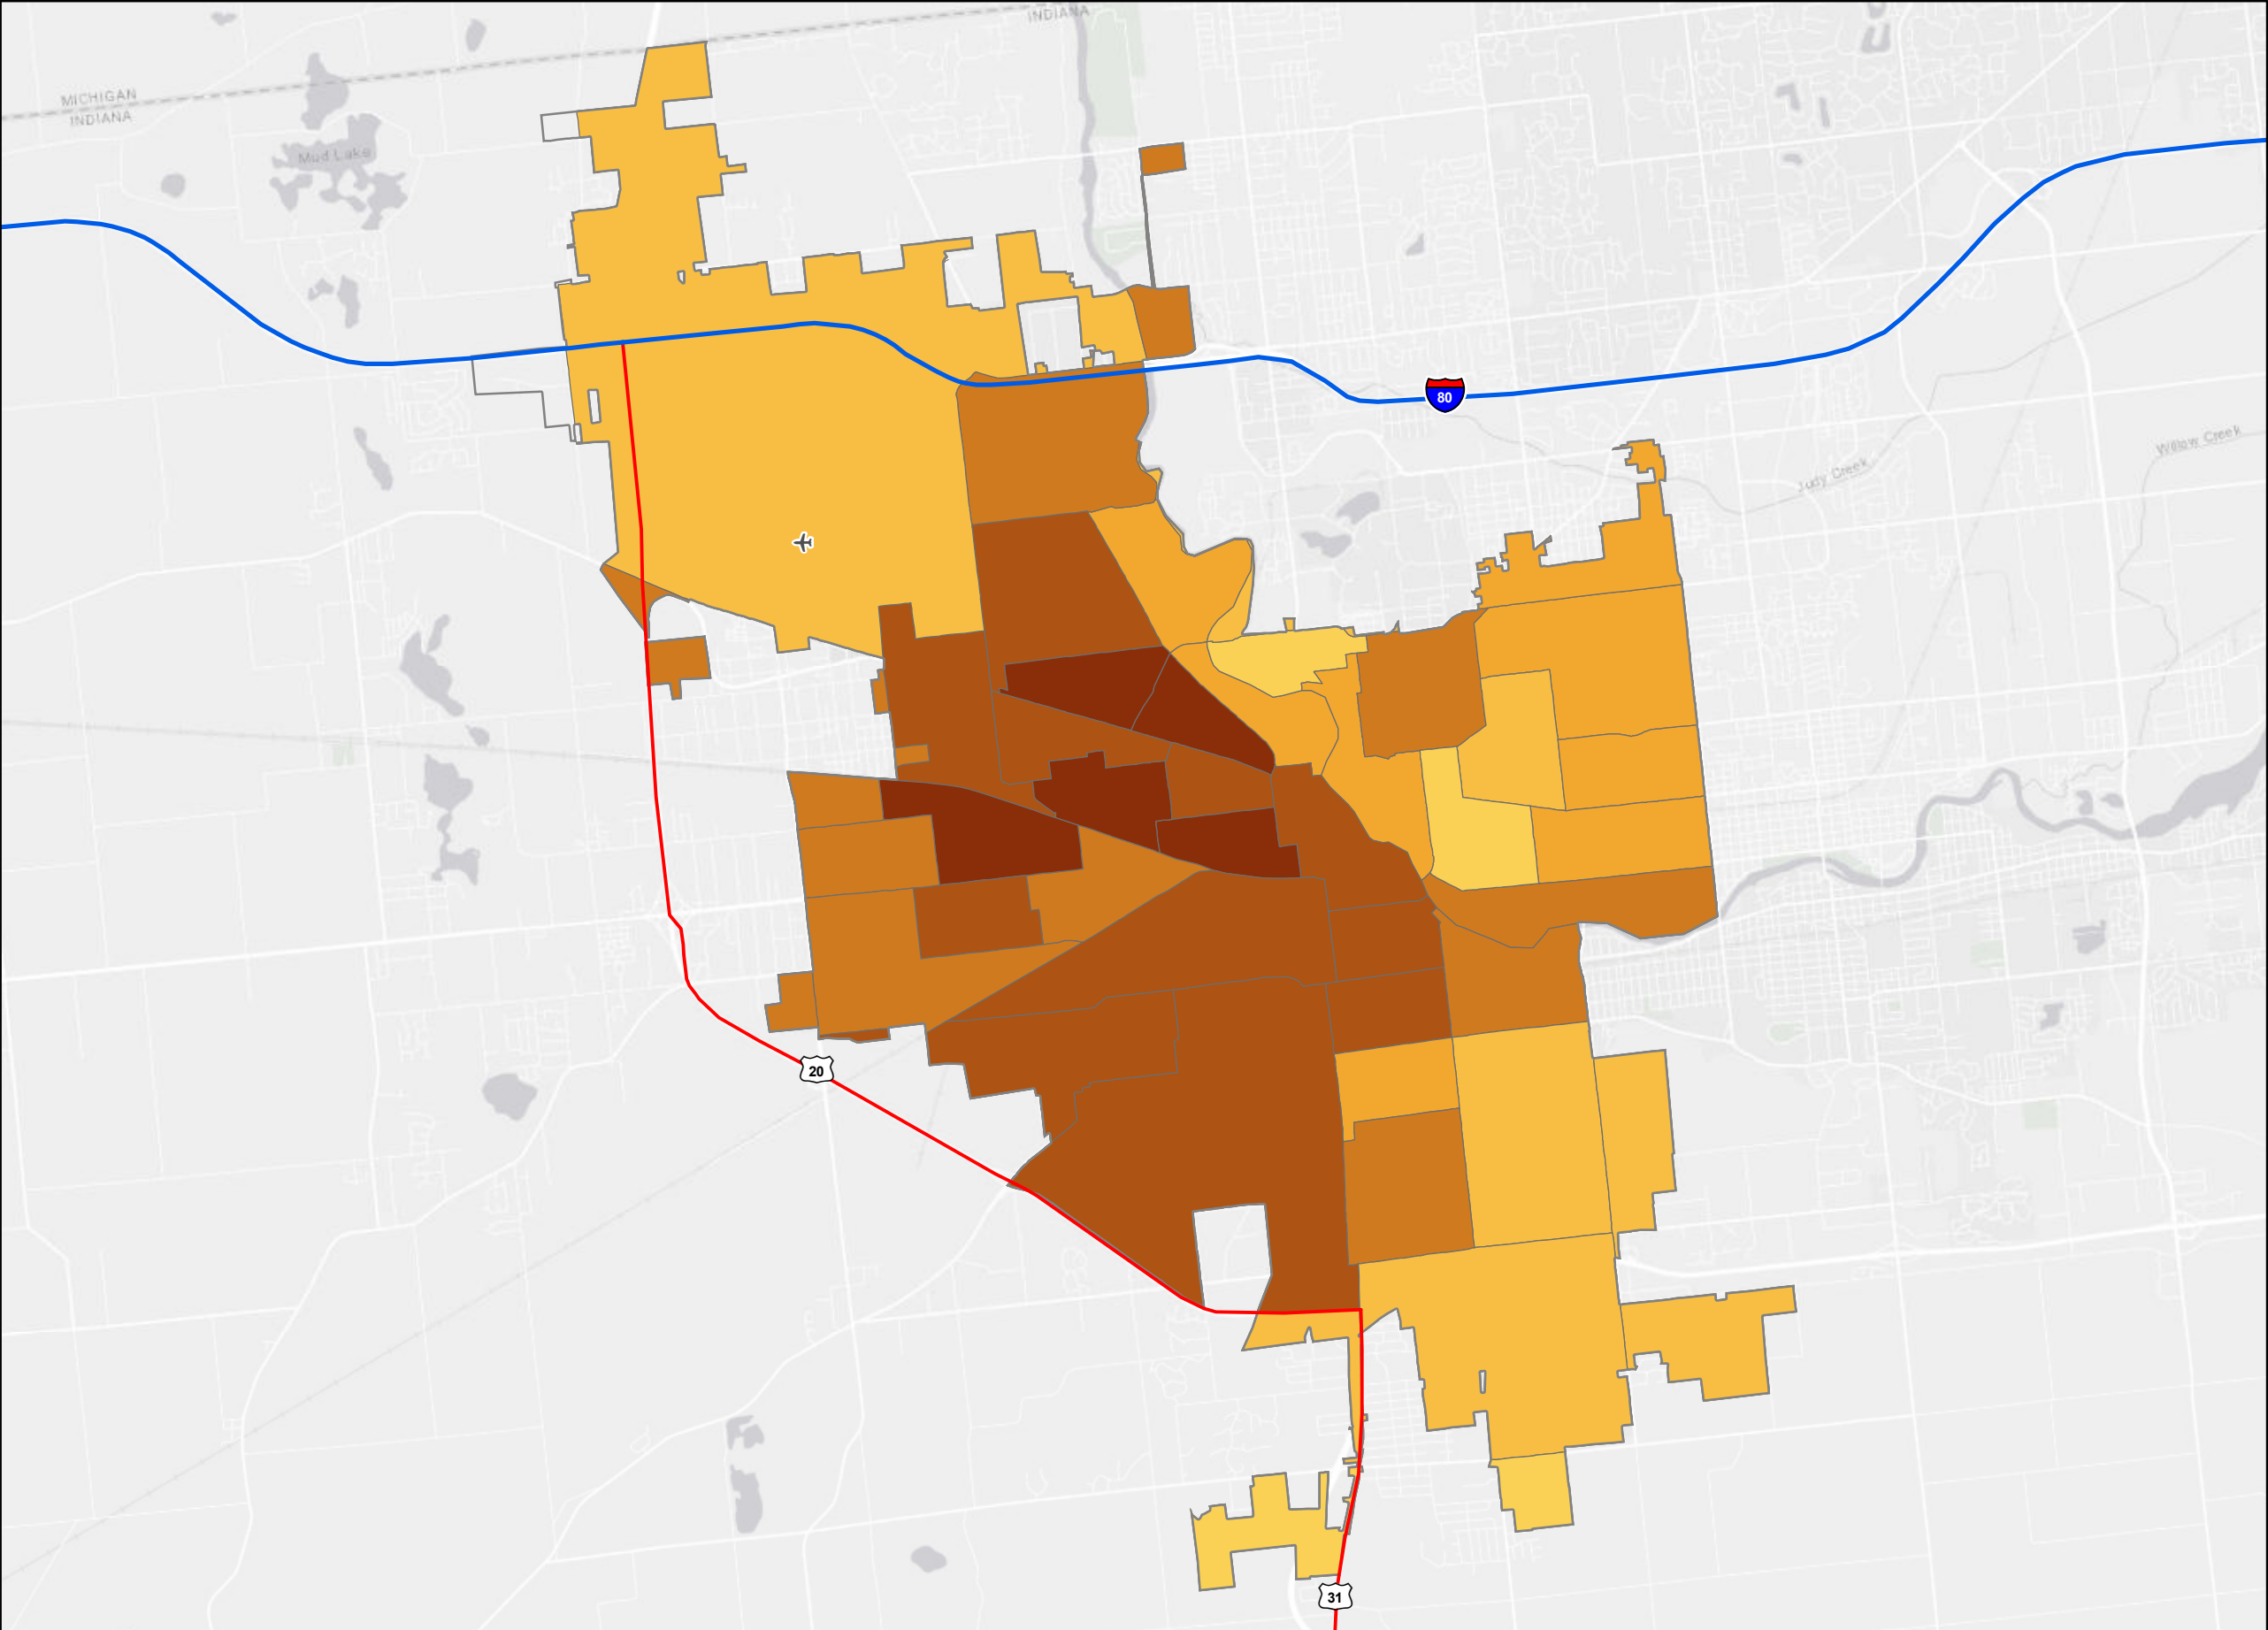 INDIANA
MICHIGAN
INDIANA
Mud Lake
80
Willow Creek
Judy Creek
20
31